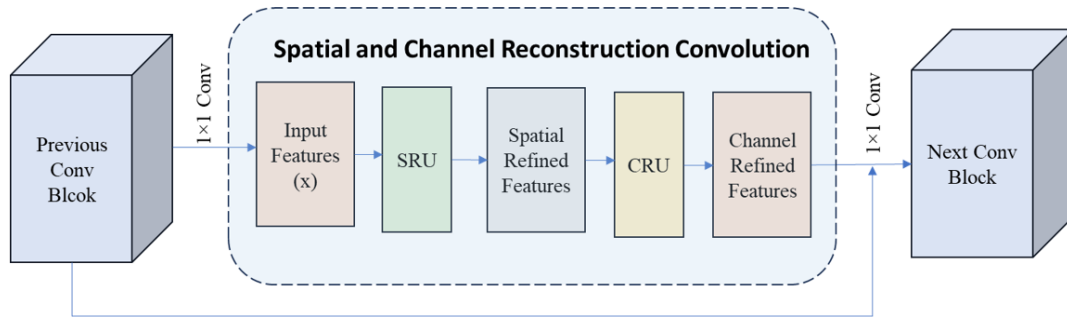 Spatial and Channel Reconstruction Convolution
Previous
Conv
Blcok
1×1 Conv
Input
Features
(x)
SRU
Spatial
Refined
Features
CRU
Channel
Refined
Features
1×1 Conv
Next Conv
Block